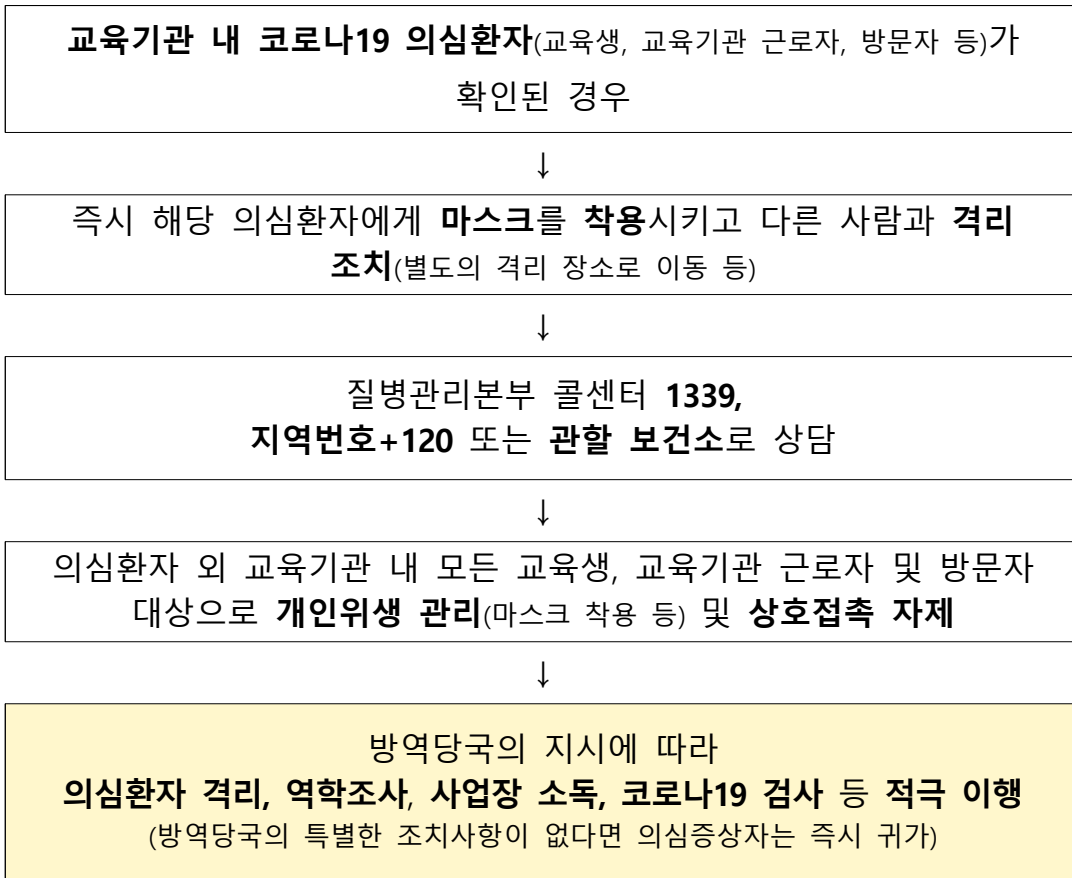 교육기관 내 코로나19 의심환자(교육생, 교육기관 근로자, 방문자 등)가
확인된 경우
↓
즉시 해당 의심환자에게 마스크를 착용시키고 다른 사람과 격리
조치(별도의 격리 장소로 이동 등)
↓
질병관리본부 콜센터 1339,
지역번호+120 또는 관할 보건소로 상담
↓
의심환자 외 교육기관 내 모든 교육생, 교육기관 근로자 및 방문자
대상으로 개인위생 관리(마스크 착용 등) 및 상호접촉 자제
↓
방역당국의 지시에 따라
의심환자 격리, 역학조사, 사업장 소독, 코로나19 검사 등 적극 이행
(방역당국의 특별한 조치사항이 없다면 의심증상자는 즉시 귀가)